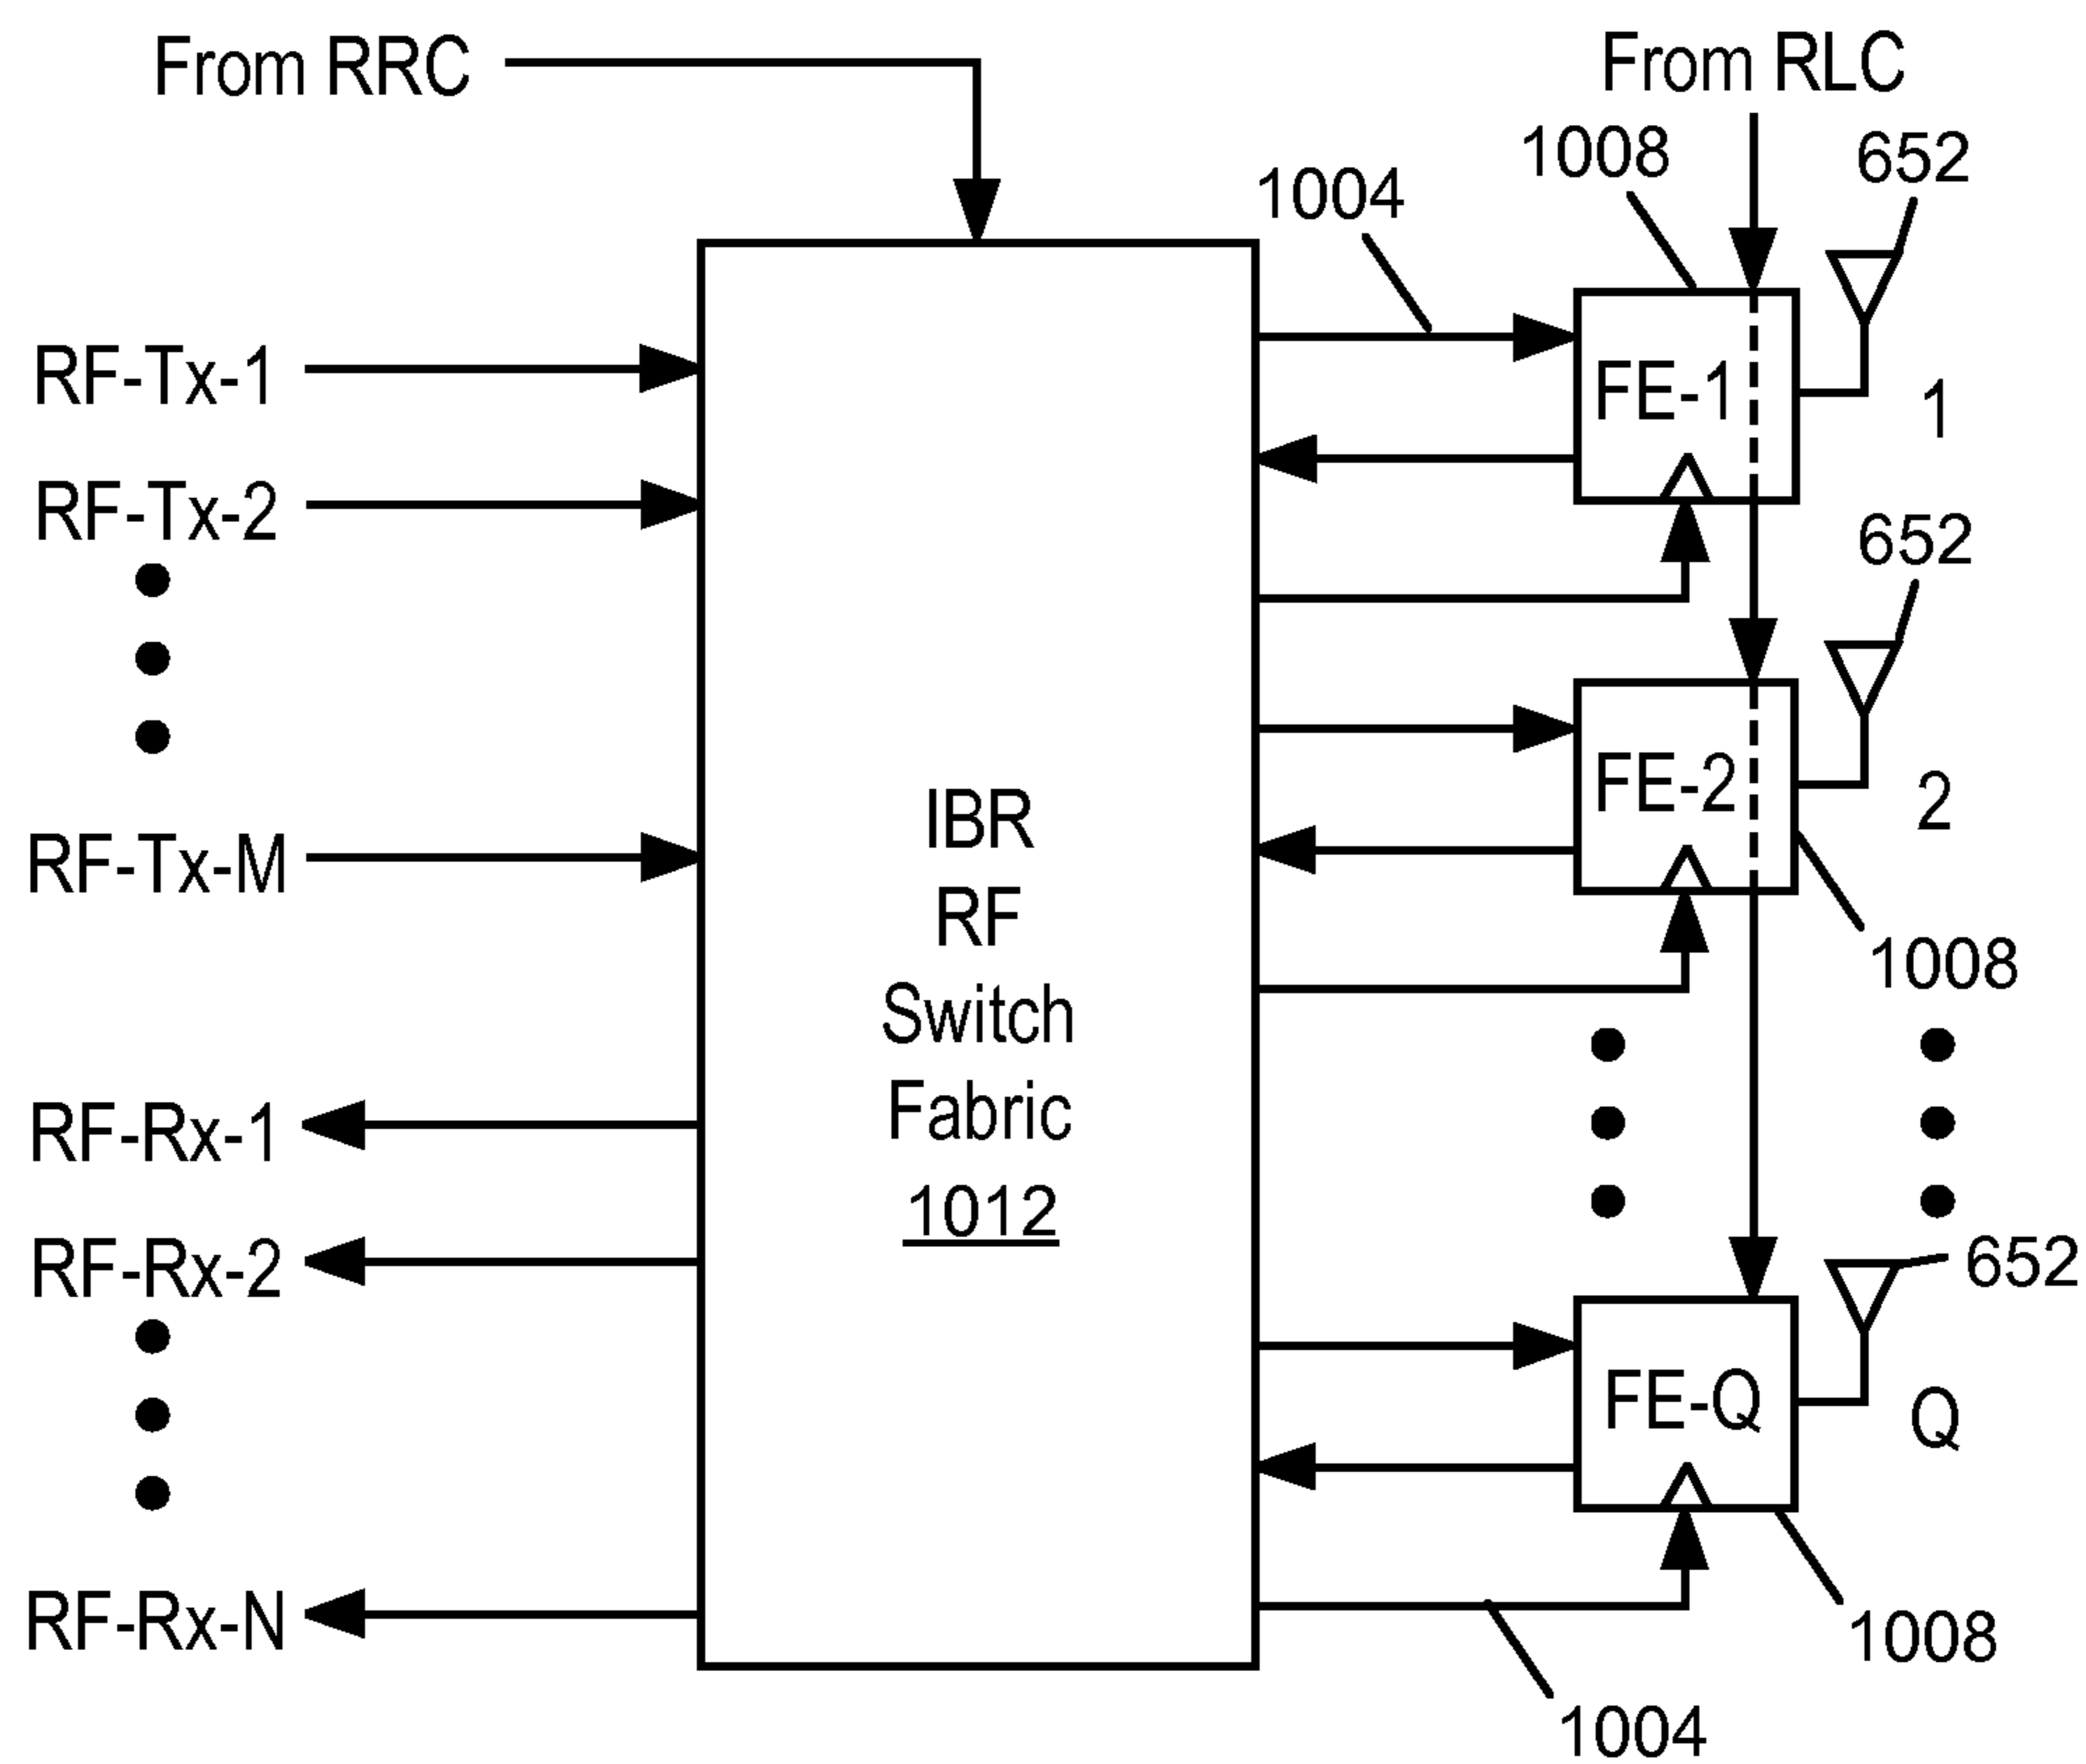 From RRC
From RLC
1008
652
1004
RF-Tx-1
FE-1
1
RF-Tx-2
652
FE-2
2
RF-Tx-M
1008
IBR
RF
Switch
Fabric
1012
RF-Rx-1
RF-Rx-2
652
FE-Q
Q
RF-Rx-N
1008
1004